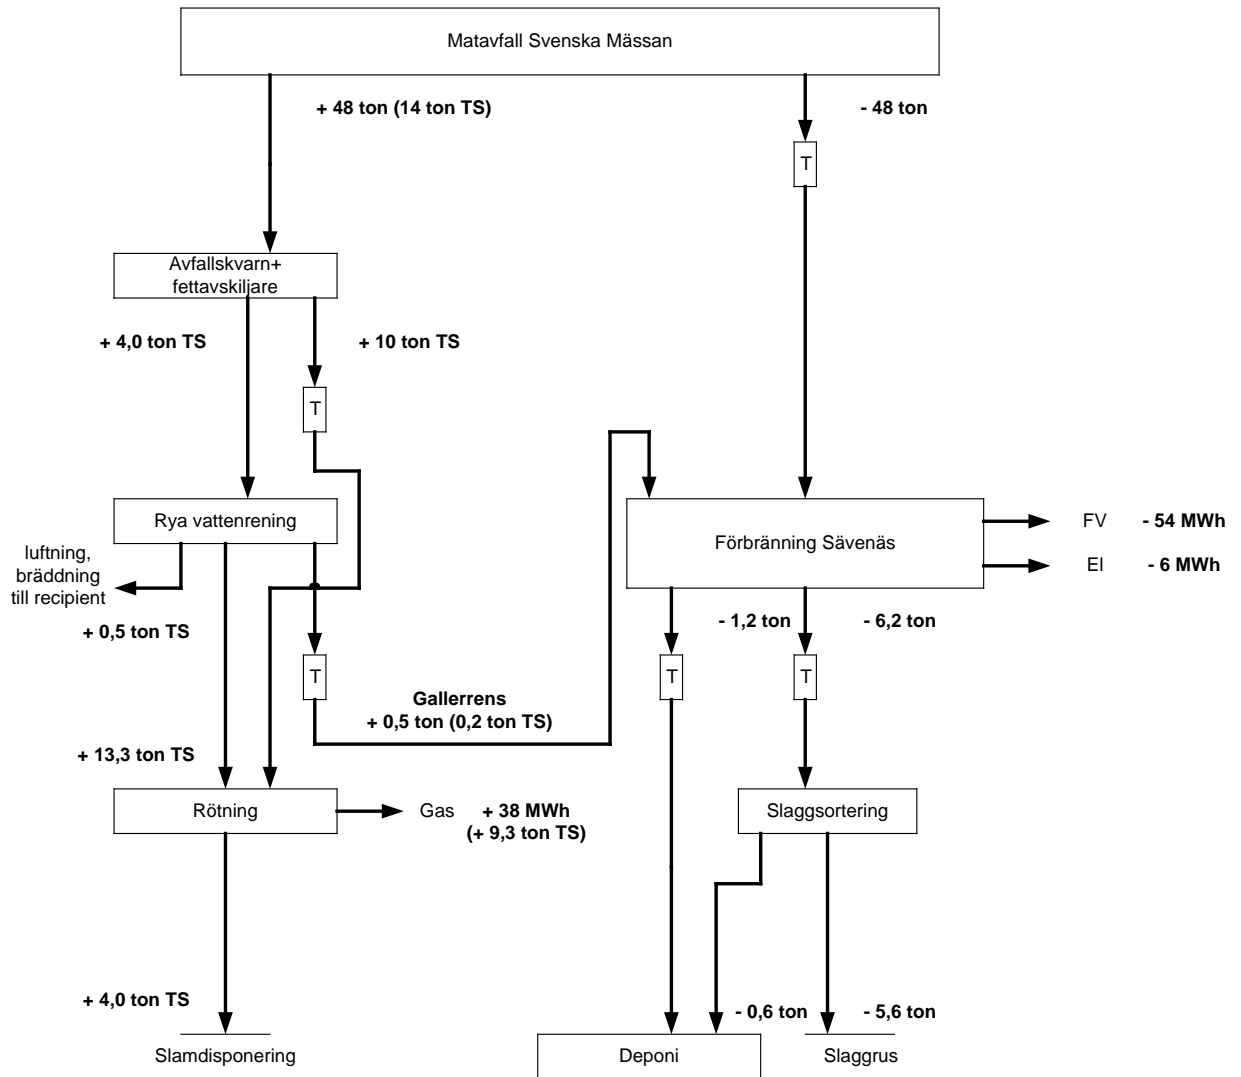 Matavfall Svenska Mässan
+ 48 ton (14 ton TS)
- 48 ton
T
Avfallskvarn+
fettavskiljare
+ 4,0 ton TS
+ 10 ton TS
T
Rya vattenrening
Förbränning Sävenäs
FV - 54 MWh
El - 6 MWh
luftning,
bräddning
till recipient
+ 0,5 ton TS
- 1,2 ton
- 6,2 ton
T
T
T
Gallerrens
+ 0,5 ton (0,2 ton TS)
+ 13,3 ton TS
Rötning
Gas + 38 MWh
(+ 9,3 ton TS)
Slaggsortering
+ 4,0 ton TS
- 0,6 ton
- 5,6 ton
Slamdisponering
Deponi
Slaggrus